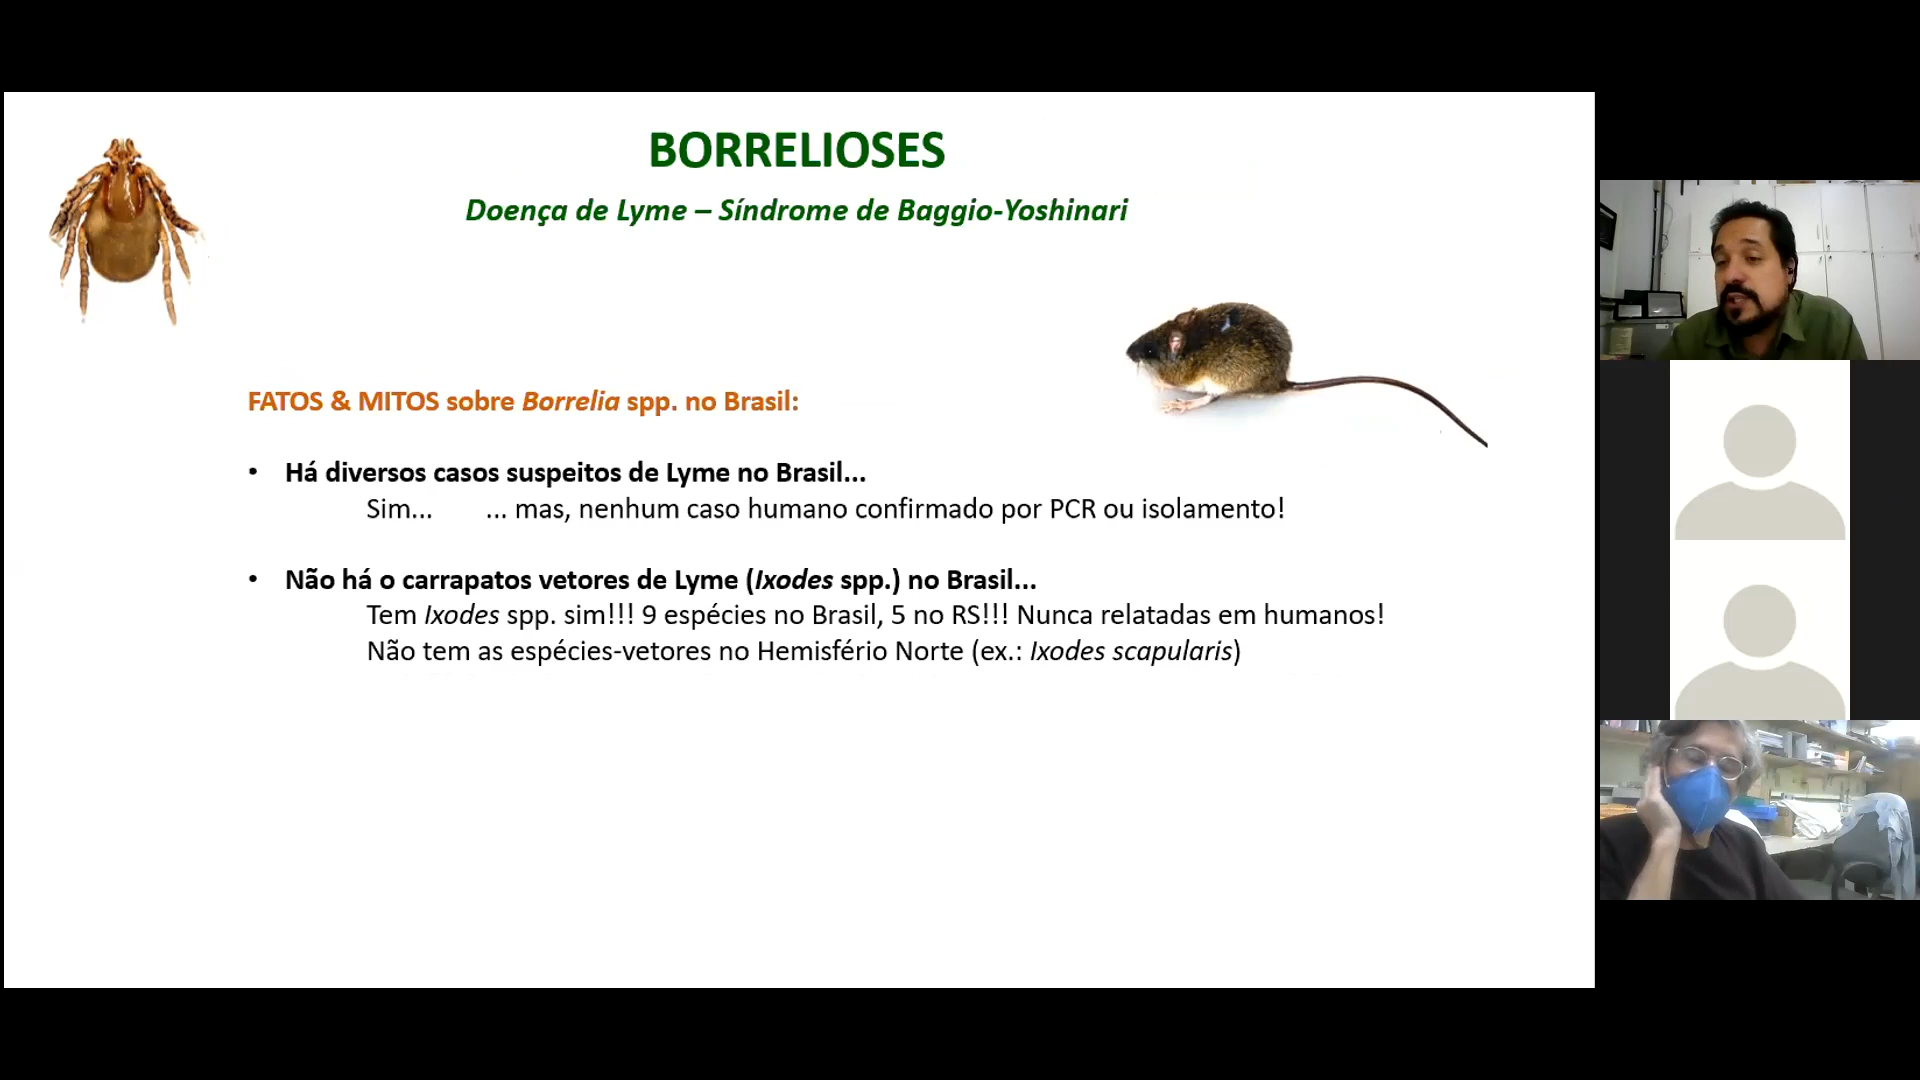 BORRELIOSES
Doença de Lyme – Síndrome de Baggio-Yoshinari
FATOS & MITOS sobre Borrelia spp. no Brasil:
• Há diversos casos suspeitos de Lyme no Brasil...
Sim... ... mas, nenhum caso humano confirmado por PCR ou isolamento!
• Não há o carrapatos vetores de Lyme (Ixodes spp.) no Brasil...
Tem Ixodes spp. sim!!! 9 espécies no Brasil, 5 no RS!!! Nunca relatadas em humanos!
Não tem as espécies-vetores no Hemisfério Norte (ex.: Ixodes scapularis)